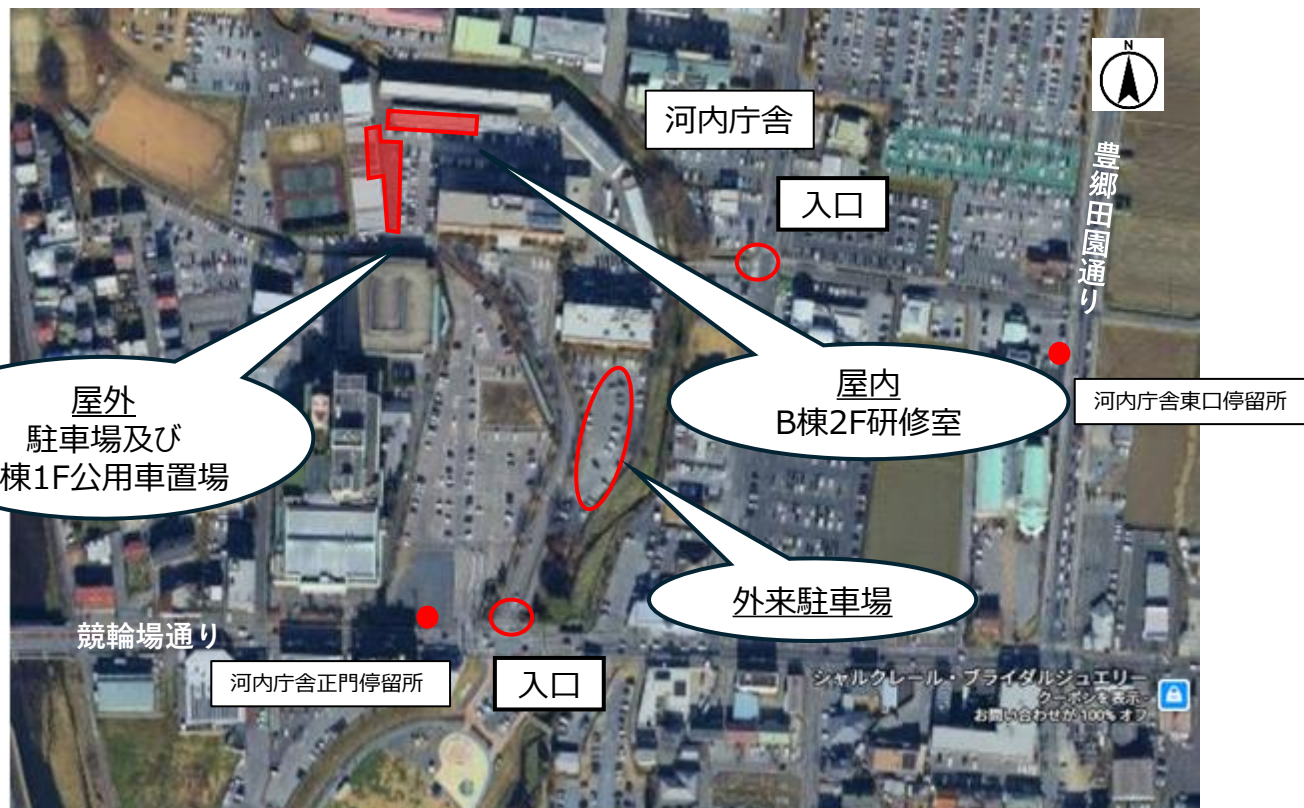 N
河内庁舎
豊郷田園通り
入口
屋外
駐車場及び
棟1F公用車置場
屋内
B棟2F研修室
河内庁舎東口停留所
外来駐車場
競輪場通り
河内庁舎正門停留所
入口
シャルクレール・ブライダルジュエリー
クーポンを表示-
お問い合わせが100%オフ